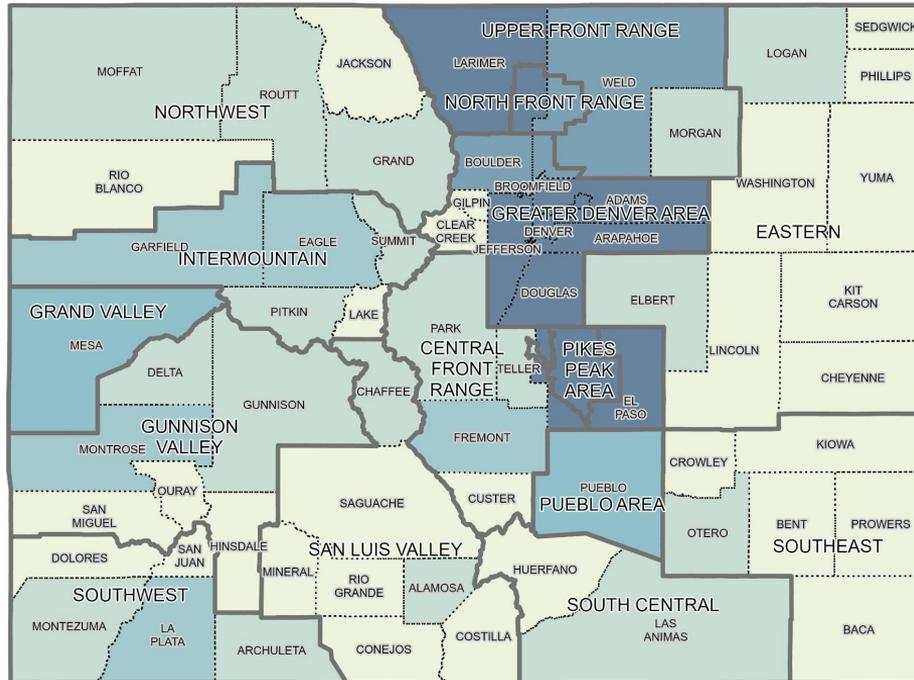 UPPER FRONT RANGE
SEDGWICK
LOGAN
JACKSON
LARIMER
MOFFAT
PHILLIPS
WELD
ROUTT
NORTHWEST
NORTH FRONT RANGE
MORGAN
GRAND
BOULDER
RIO
BLANCO
BROOMFIELD
WASHINGTON
YUMA
GILPIN
ADAMS
GREATER DENVER AREA
CLEAR
CREEK
DENVER
EASTERN
GARFIELD
EAGLE
SUMMIT
JEFFERSON
ARAPAHOE
INTERMOUNTAIN
DOUGLAS
ELBERT
KIT
CARSON
GRAND VALLEY
PITKIN
LAKE
MESA
PARK
CENTRAL
FRONT
RANGE
PIKES
PEAK
AREA
LINCOLN
DELTA
TELLER
CHEYENNE
CHAFFEE
GUNNISON
EL
PASO
GUNNISON
VALLEY
MONTROSE
FREMONT
KIOWA
CROWLEY
OURAY
SAGUACHE
CUSTER
PUEBLO
PUEBLO AREA
SAN
MIGUEL
OTERO
BENT
PROWERS
SOUTHEAST
DOLORES
SAN
JUAN
HINSDALE
SAN LUIS VALLEY
MINERAL
RIO
GRANDE
ALAMOSA
HUERFANO
SOUTHWEST
SOUTH CENTRAL
MONTEZUMA
LA
PLATA
LAS
ANIMAS
COSTILLA
BACA
ARCHULETA
CONEJOS